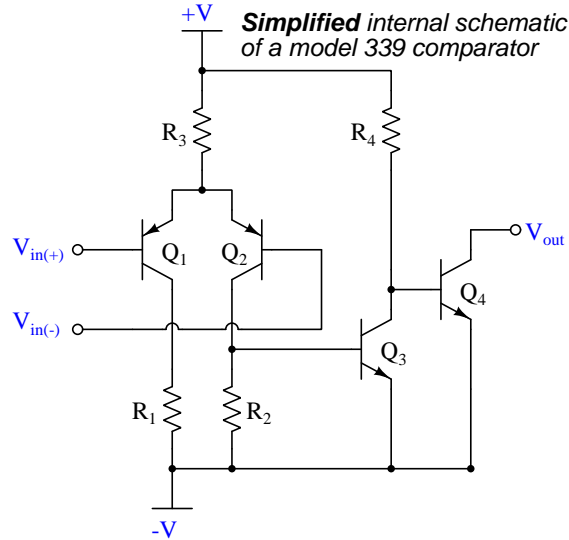 +V
Simplified internal schematic
of a model 339 comparator
R3
R4
Vin(+)
Q1
Q2
Vout
Q4
Vin(-)
Q3
R1
R2
-V